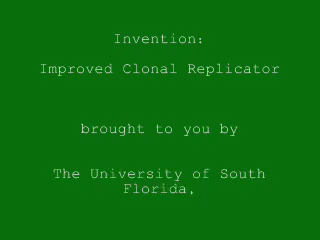 Invention:
Improved Clonal Replicator
brought to you by
The University of South
Florida,